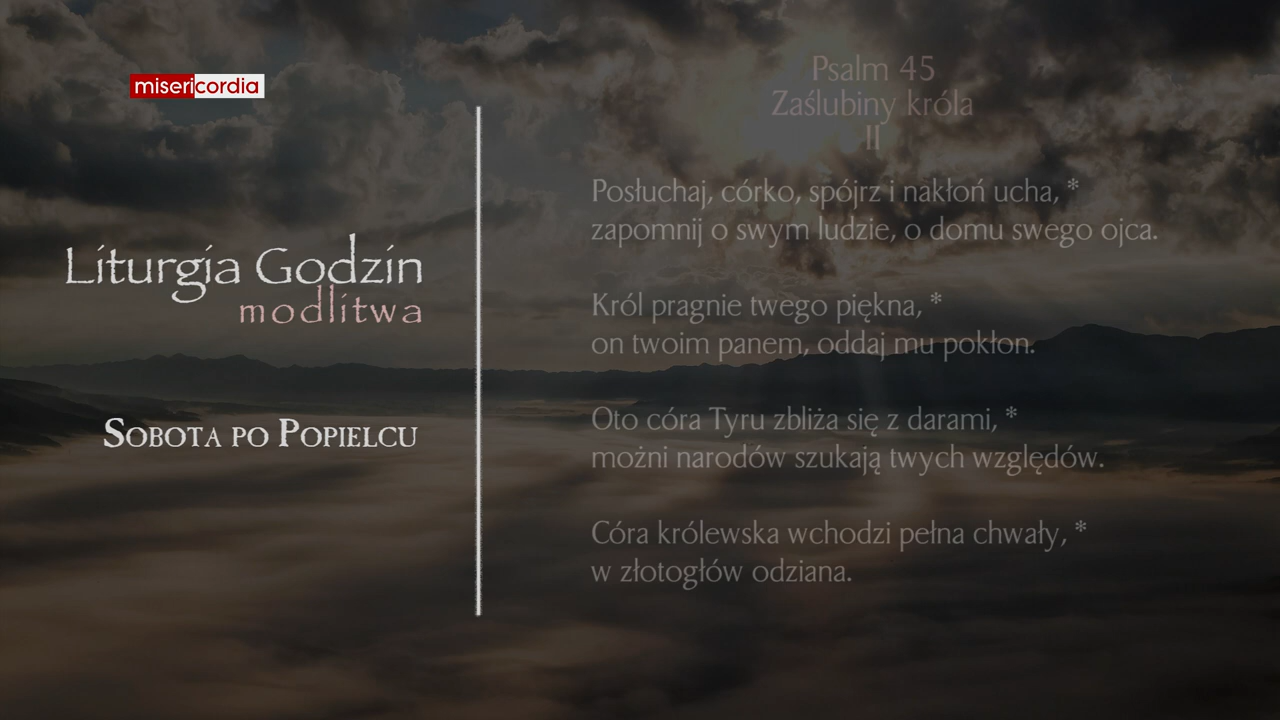 misericordia
Liturgia Godzin
modlitwa
Sobota po Popielcu
Psalm 45
Zaślubiny króla
II
Posłuchaj, córko, spójrz i nakłoń ucha, *
zapomnij o swym ludzie, o domu swego ojca.
Król pragnie twego piękna, *
on twoim panem, oddaj mu pokłon.
Oto córa Tyru zbliża się z darami, *
możni narodów szukają twych względów.
Córa królewska wchodzi pełna chwały, *
w złotogłów odziana.